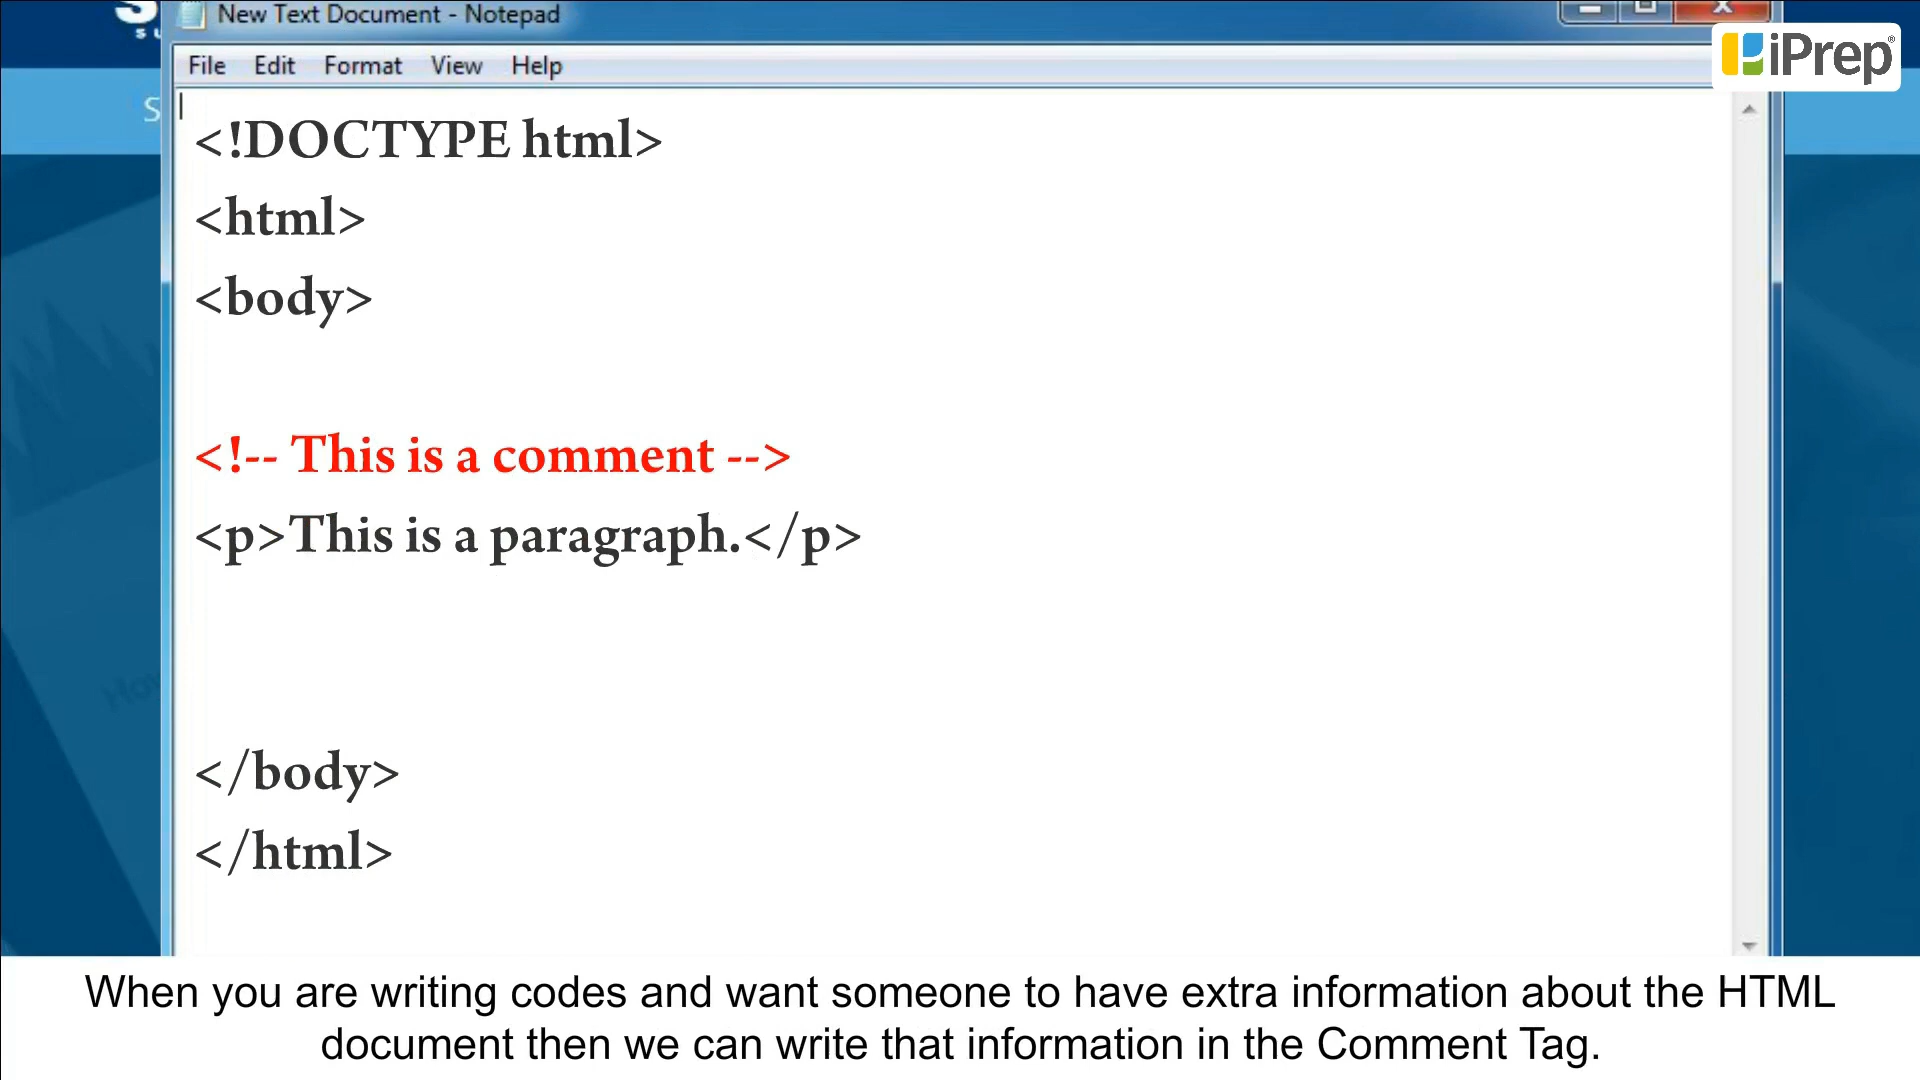 New Text Document - Notepad
iPrep®
File Edit Format View Help
<!DOCTYPE html>
<html>
<body>
<!-- This is a comment -->
<p>This is a paragraph.</p>
</body>
</html>
When you are writing codes and want someone to have extra information about the HTML
document then we can write that information in the Comment Tag.